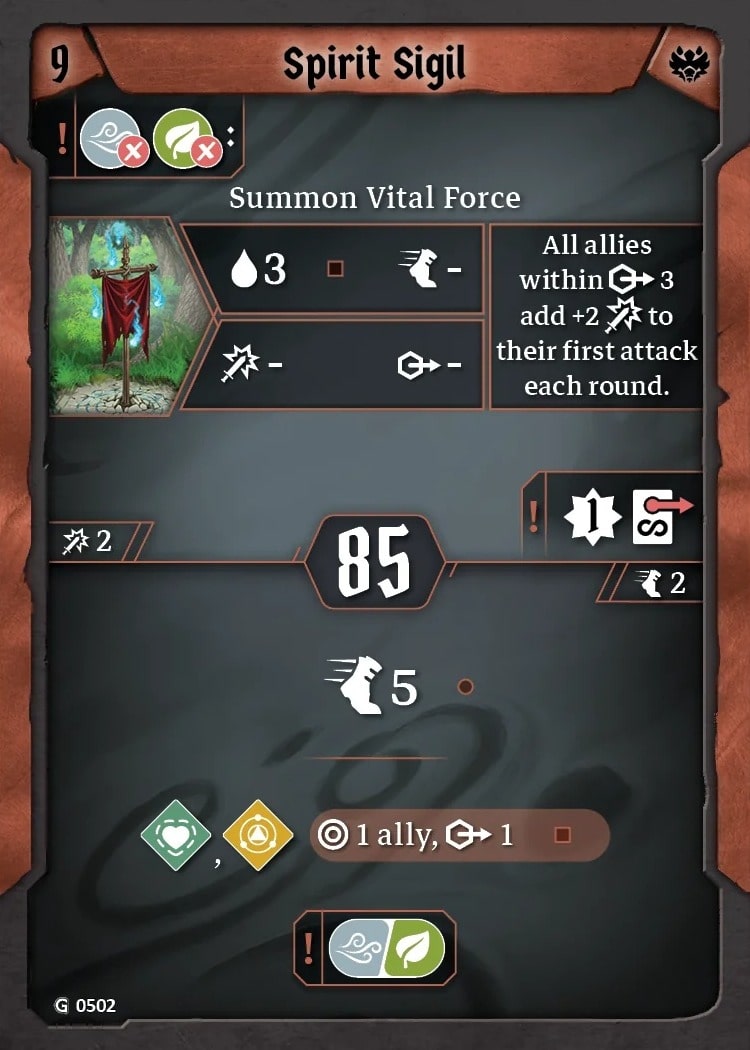 9
Spirit Sigil
! :
Summon Vital Force
3
-
-
-
All allies
within 3
add +2 to
their first attack
each round.
! 1
2
85
2
5
, 1 ally, 1
!
G 0502